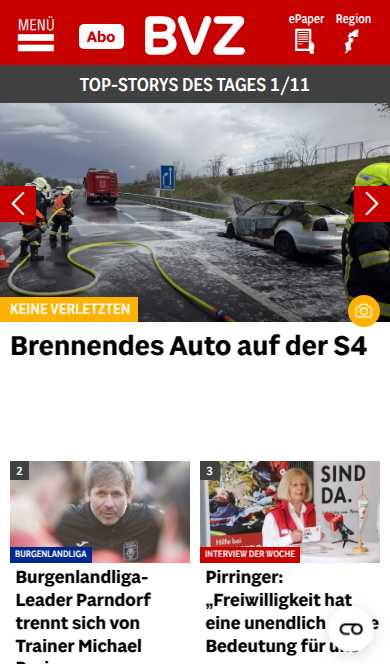 MENÜ
Abo
BVZ
ePaper
Region
TOP-STORYS DES TAGES 1/11
KEINE VERLETZTEN
Brennendes Auto auf der S4
2
BURGENLANDLIGA
Burgenlandliga-
Leader Parndorf
trennt sich von
Trainer Michael
3
SIND
DA.
Hilfe bei
INTERVIEW DER WOCHE
Pirringer:
„Freiwilligkeit hat
eine unendlich
Bedeutung für